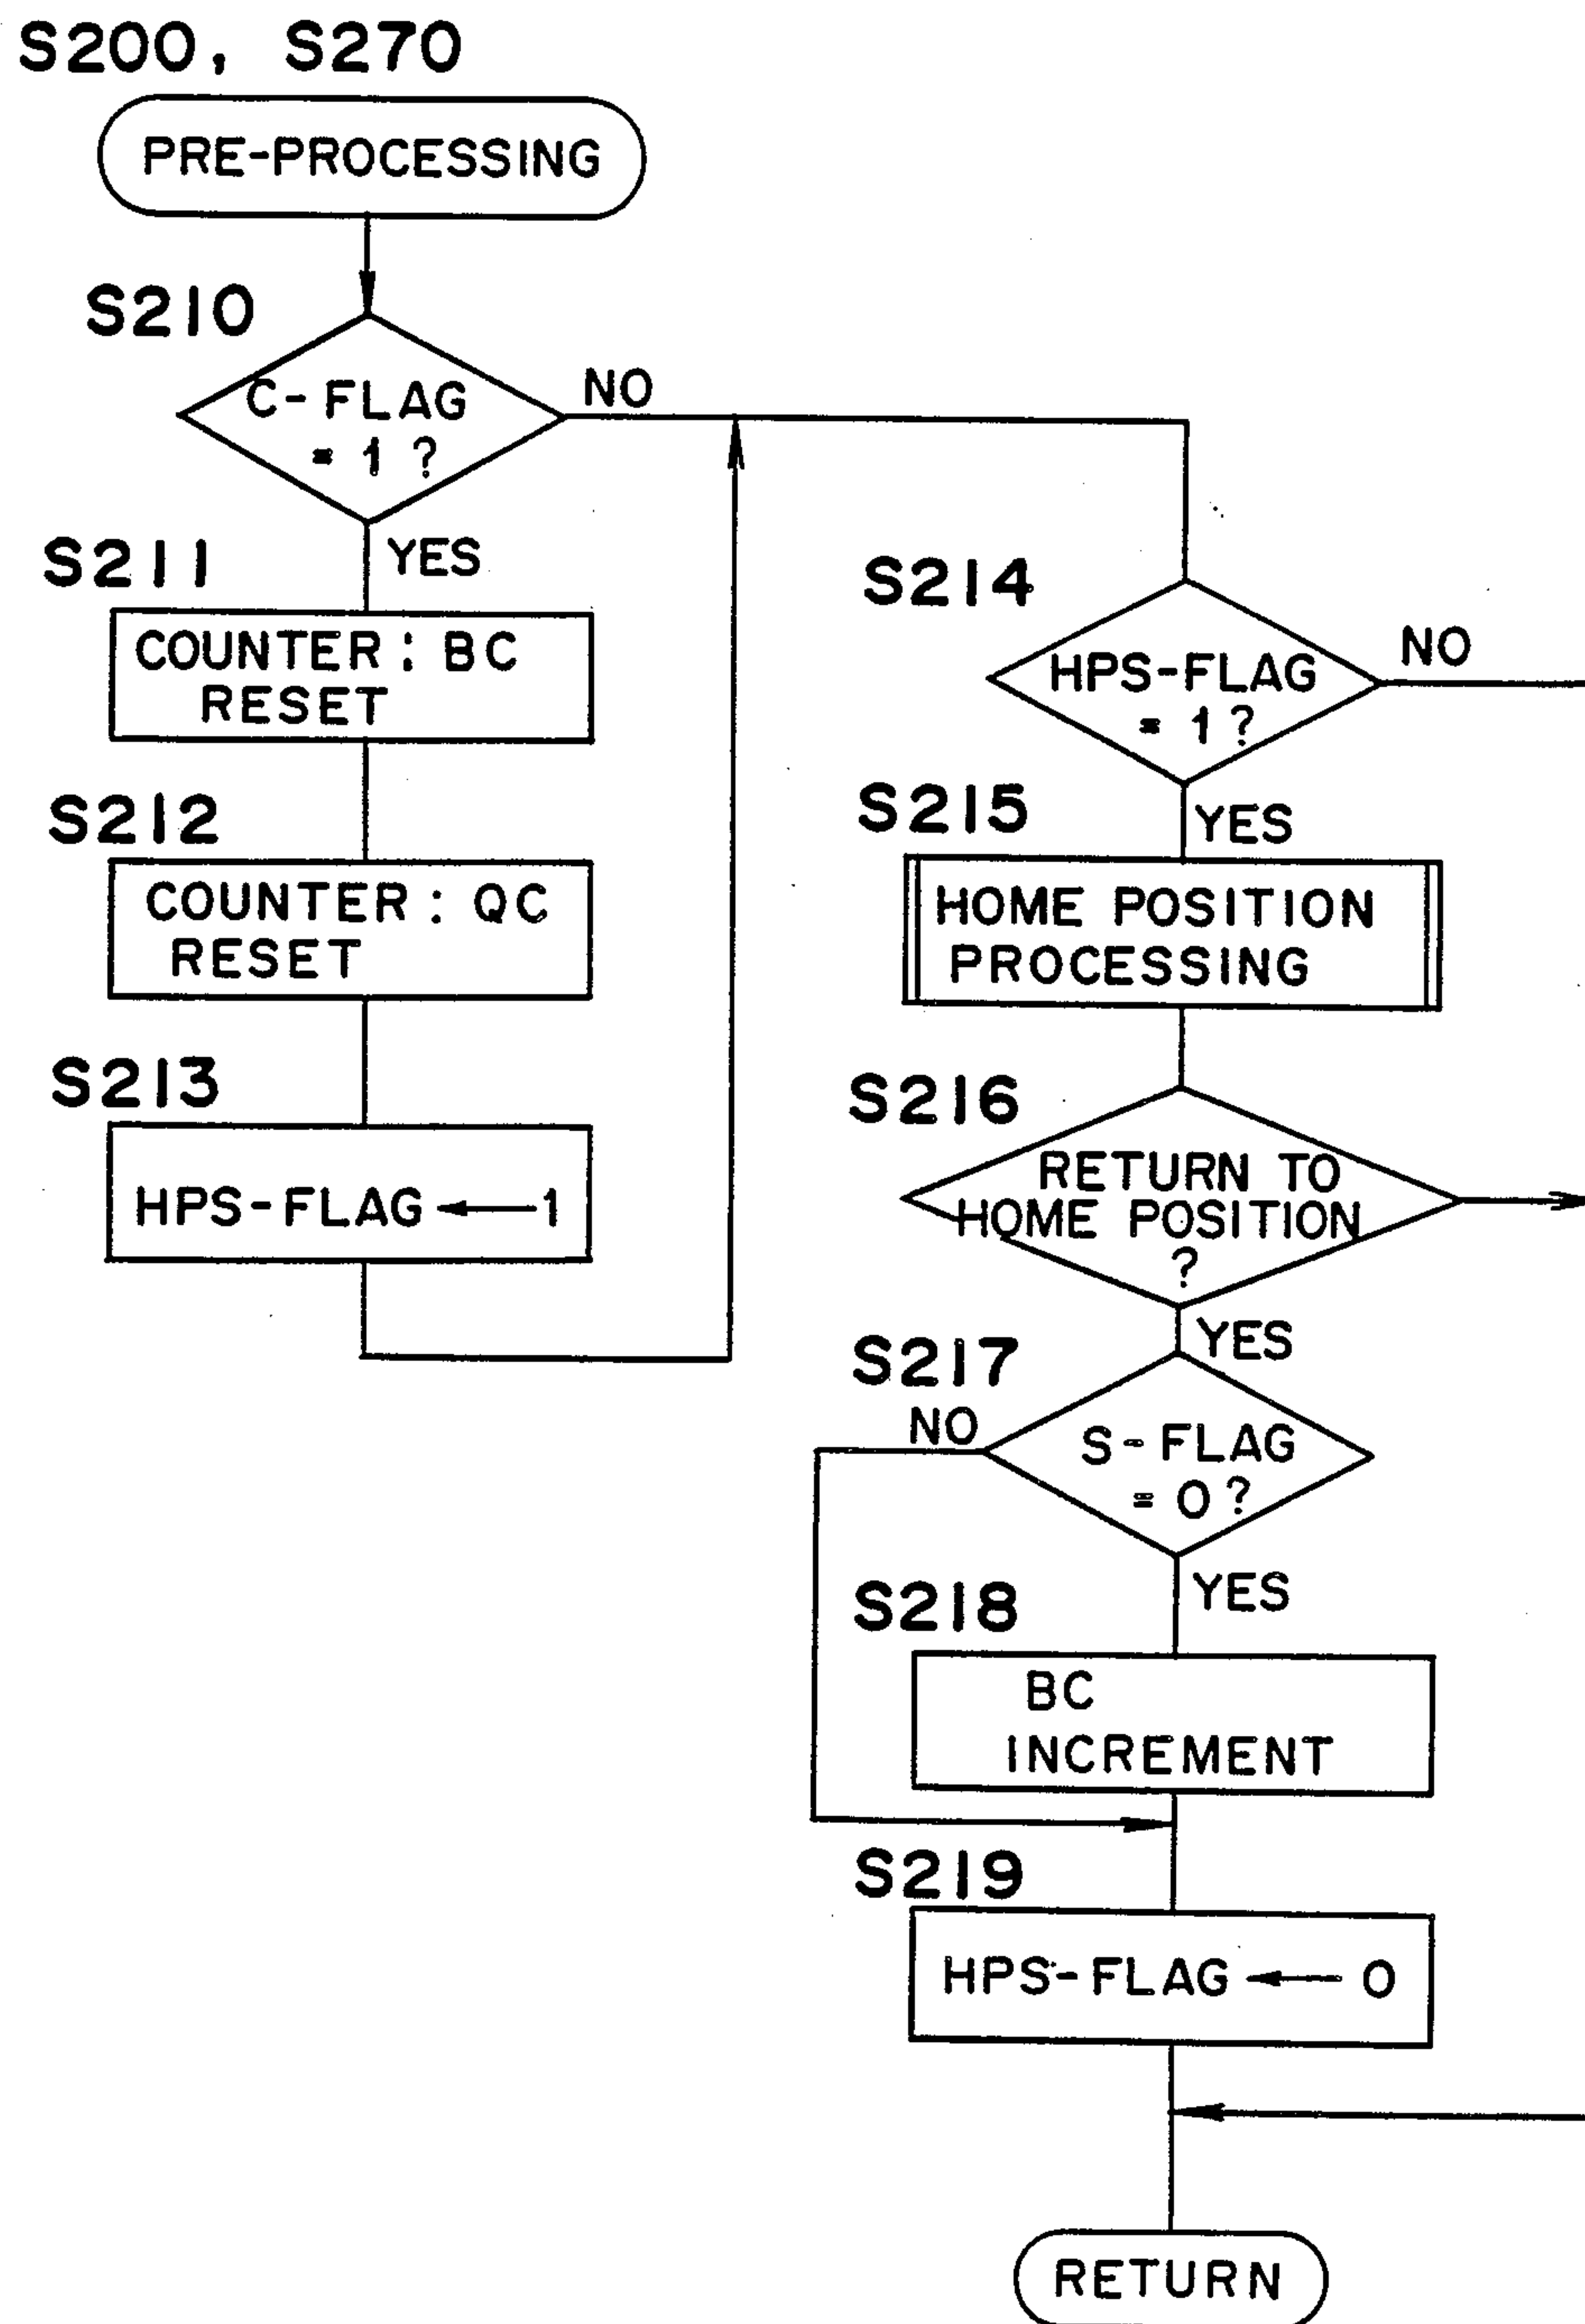 S200, S270
PRE-PROCESSING
S210
C-FLAG
= 1 ?
NO
YES
S211
COUNTER : BC
RESET
S212
COUNTER : QC
RESET
S213
HPS-FLAG ← 1
S214
HPS-FLAG
= 1 ?
NO
YES
S215
HOME POSITION
PROCESSING
S216
RETURN TO
HOME POSITION
?
YES
S217
NO
S-FLAG
= 0 ?
YES
S218
BC
INCREMENT
S219
HPS-FLAG ← 0
RETURN